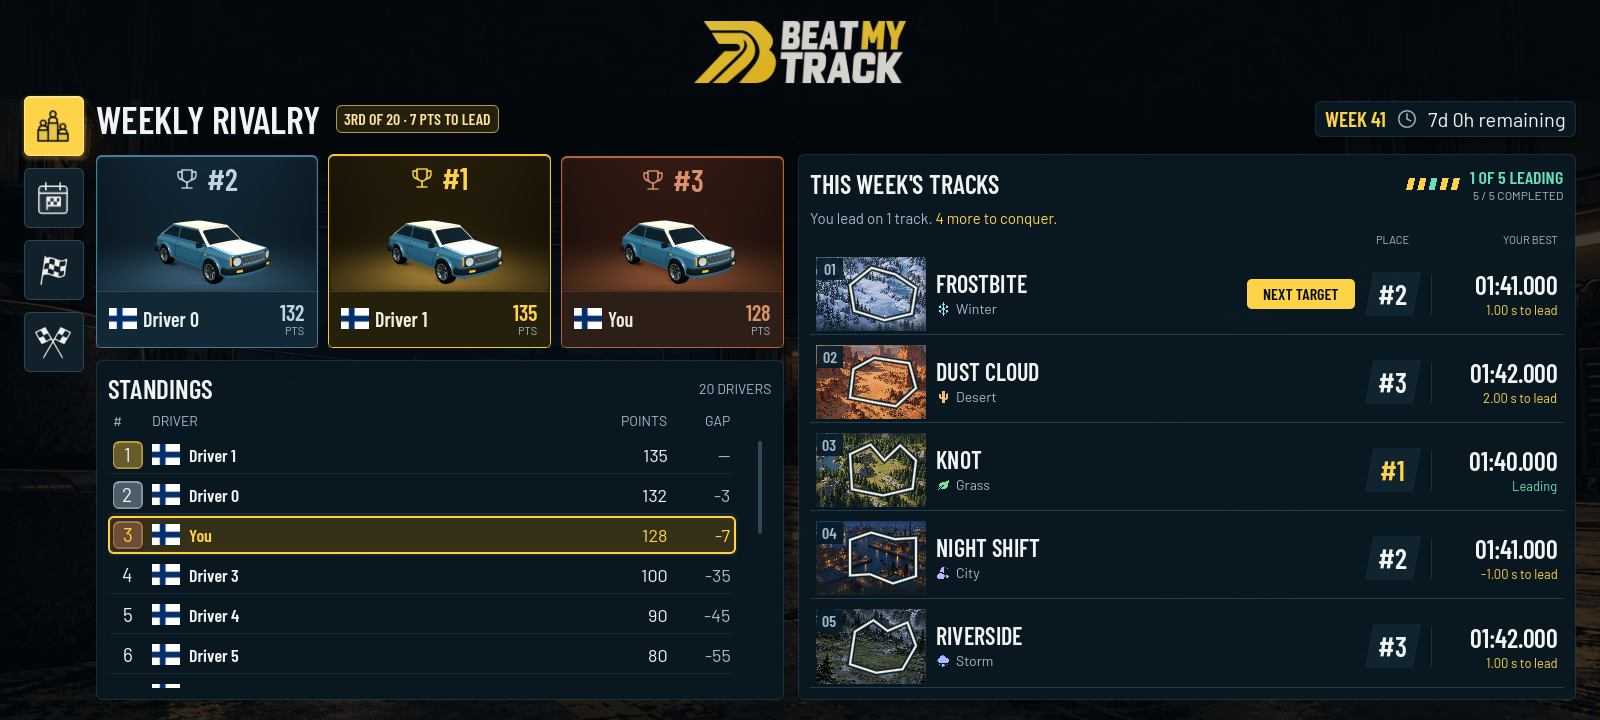 BEAT MY
TRACK
WEEKLY RIVALRY
3RD OF 20 · 7 PTS TO LEAD
WEEK 41
7d 0h remaining
#2
Driver 0
132
PTS
#1
Driver 1
135
PTS
#3
You
128
PTS
STANDINGS
20 DRIVERS
# DRIVER POINTS GAP
1 Driver 1 135 –
2 Driver 0 132 -3
3 You 128 -7
4 Driver 3 100 -35
5 Driver 4 90 -45
6 Driver 5 80 -55
THIS WEEK'S TRACKS
1 OF 5 LEADING
5 / 5 COMPLETED
You lead on 1 track. 4 more to conquer.
PLACE YOUR BEST
01
FROSTBITE
Winter
NEXT TARGET
#2
01:41.000
1.00 s to lead
02
DUST CLOUD
Desert
#3
01:42.000
2.00 s to lead
03
KNOT
Grass
#1
01:40.000
Leading
04
NIGHT SHIFT
City
#2
01:41.000
-1.00 s to lead
05
RIVERSIDE
Storm
#3
01:42.000
1.00 s to lead